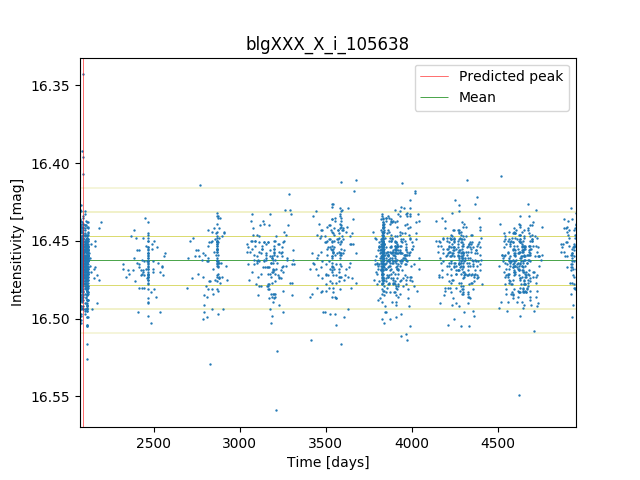 blgXXX_X_i_105638
Predicted peak
Mean
Intensitivity [mag]
16.35
16.40
16.45
16.50
16.55
2500
3000
3500
4000
4500
Time [days]